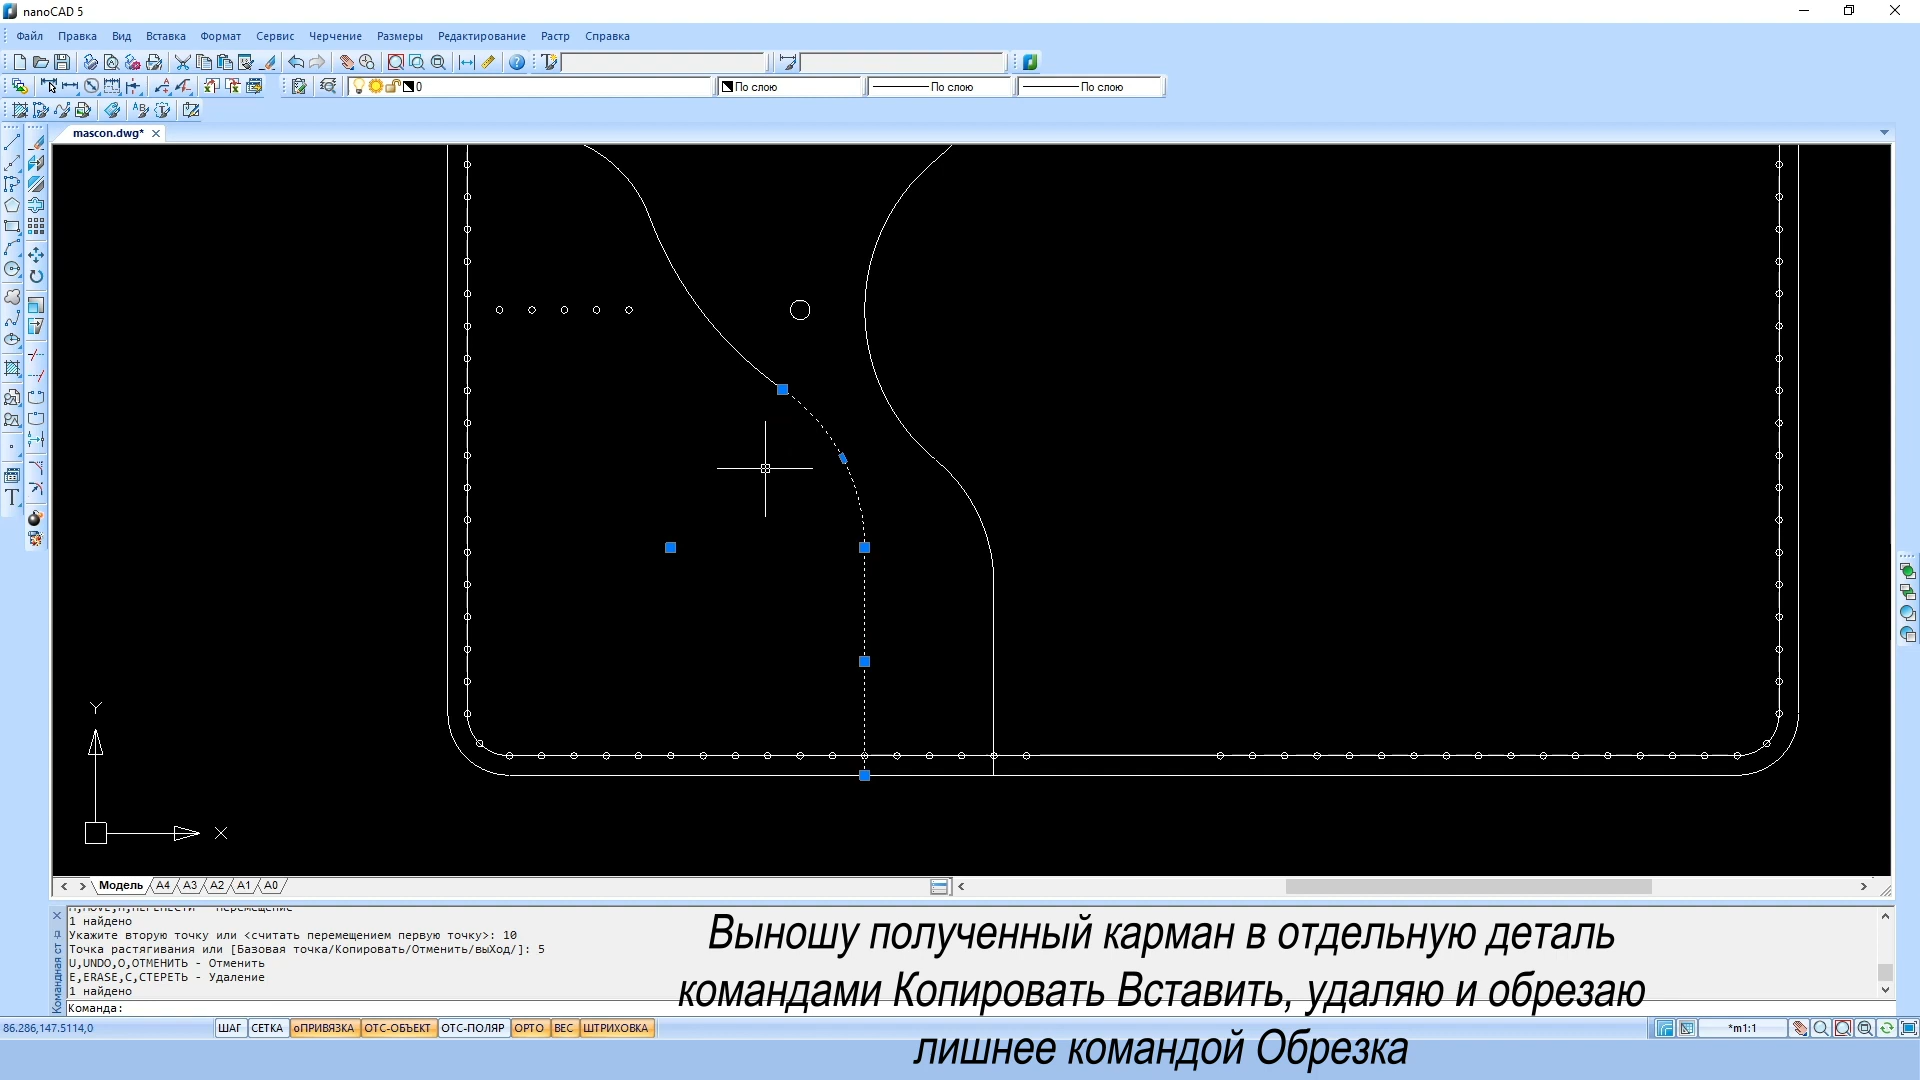 nanoCAD 5
Файл Правка Вид Вставка Формат Сервис Черчение Размеры Редактирование Растр Справка
0 По слою По слою По слою
mascon.dwg*
T
Y
X
Модель A4 A3 A2 A1 A0
1 найдено
Укажите вторую точку или <считать перемещением первую точку>: 10
Точка растягивания или [Базовая точка/Копировать/Отменить/выХод/]: 5
U,UNDO,О,ОТМЕНИТЬ - Отменить
E,ERASE,С,СТЕРЕТЬ - Удаление
1 найдено
Команда:
86.286,147.5114,0 ШАГ СЕТКА оПРИВЯЗКА ОТС-ОБЪЕКТ ОТС-ПОЛЯР ОРТО ВЕС ШТРИХОВКА *m1:1
Выношу полученный карман в отдельную деталь
командами Копировать Вставить, удаляю и обрезаю
лишнее командой Обрезка